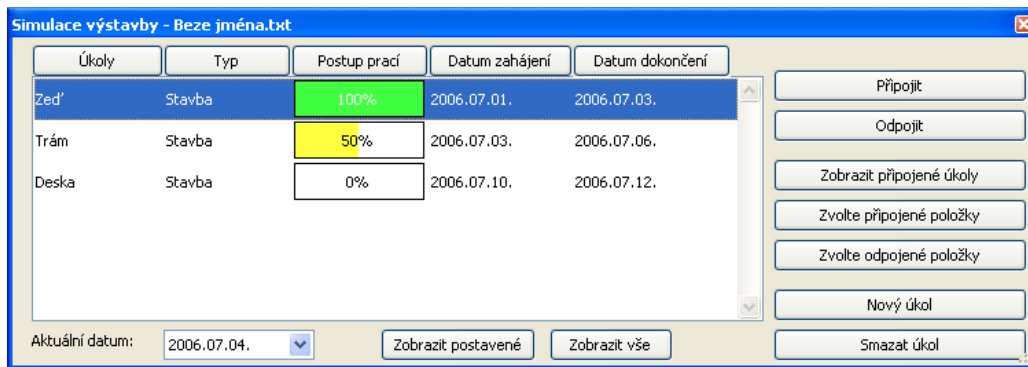 Simulace výstavby - Beze jména.txt
Úkoly Typ Postup prací Datum zahájení Datum dokončení
Zeď Stavba 100% 2006.07.01. 2006.07.03.
Trám Stavba 50% 2006.07.03. 2006.07.06.
Deska Stavba 0% 2006.07.10. 2006.07.12.
Připojit
Odpojit
Zobrazit připojené úkoly
Zvolte připojené položky
Zvolte odpojené položky
Nový úkol
Smazat úkol
Aktuální datum: 2006.07.04. Zobrazit postavené Zobrazit vše